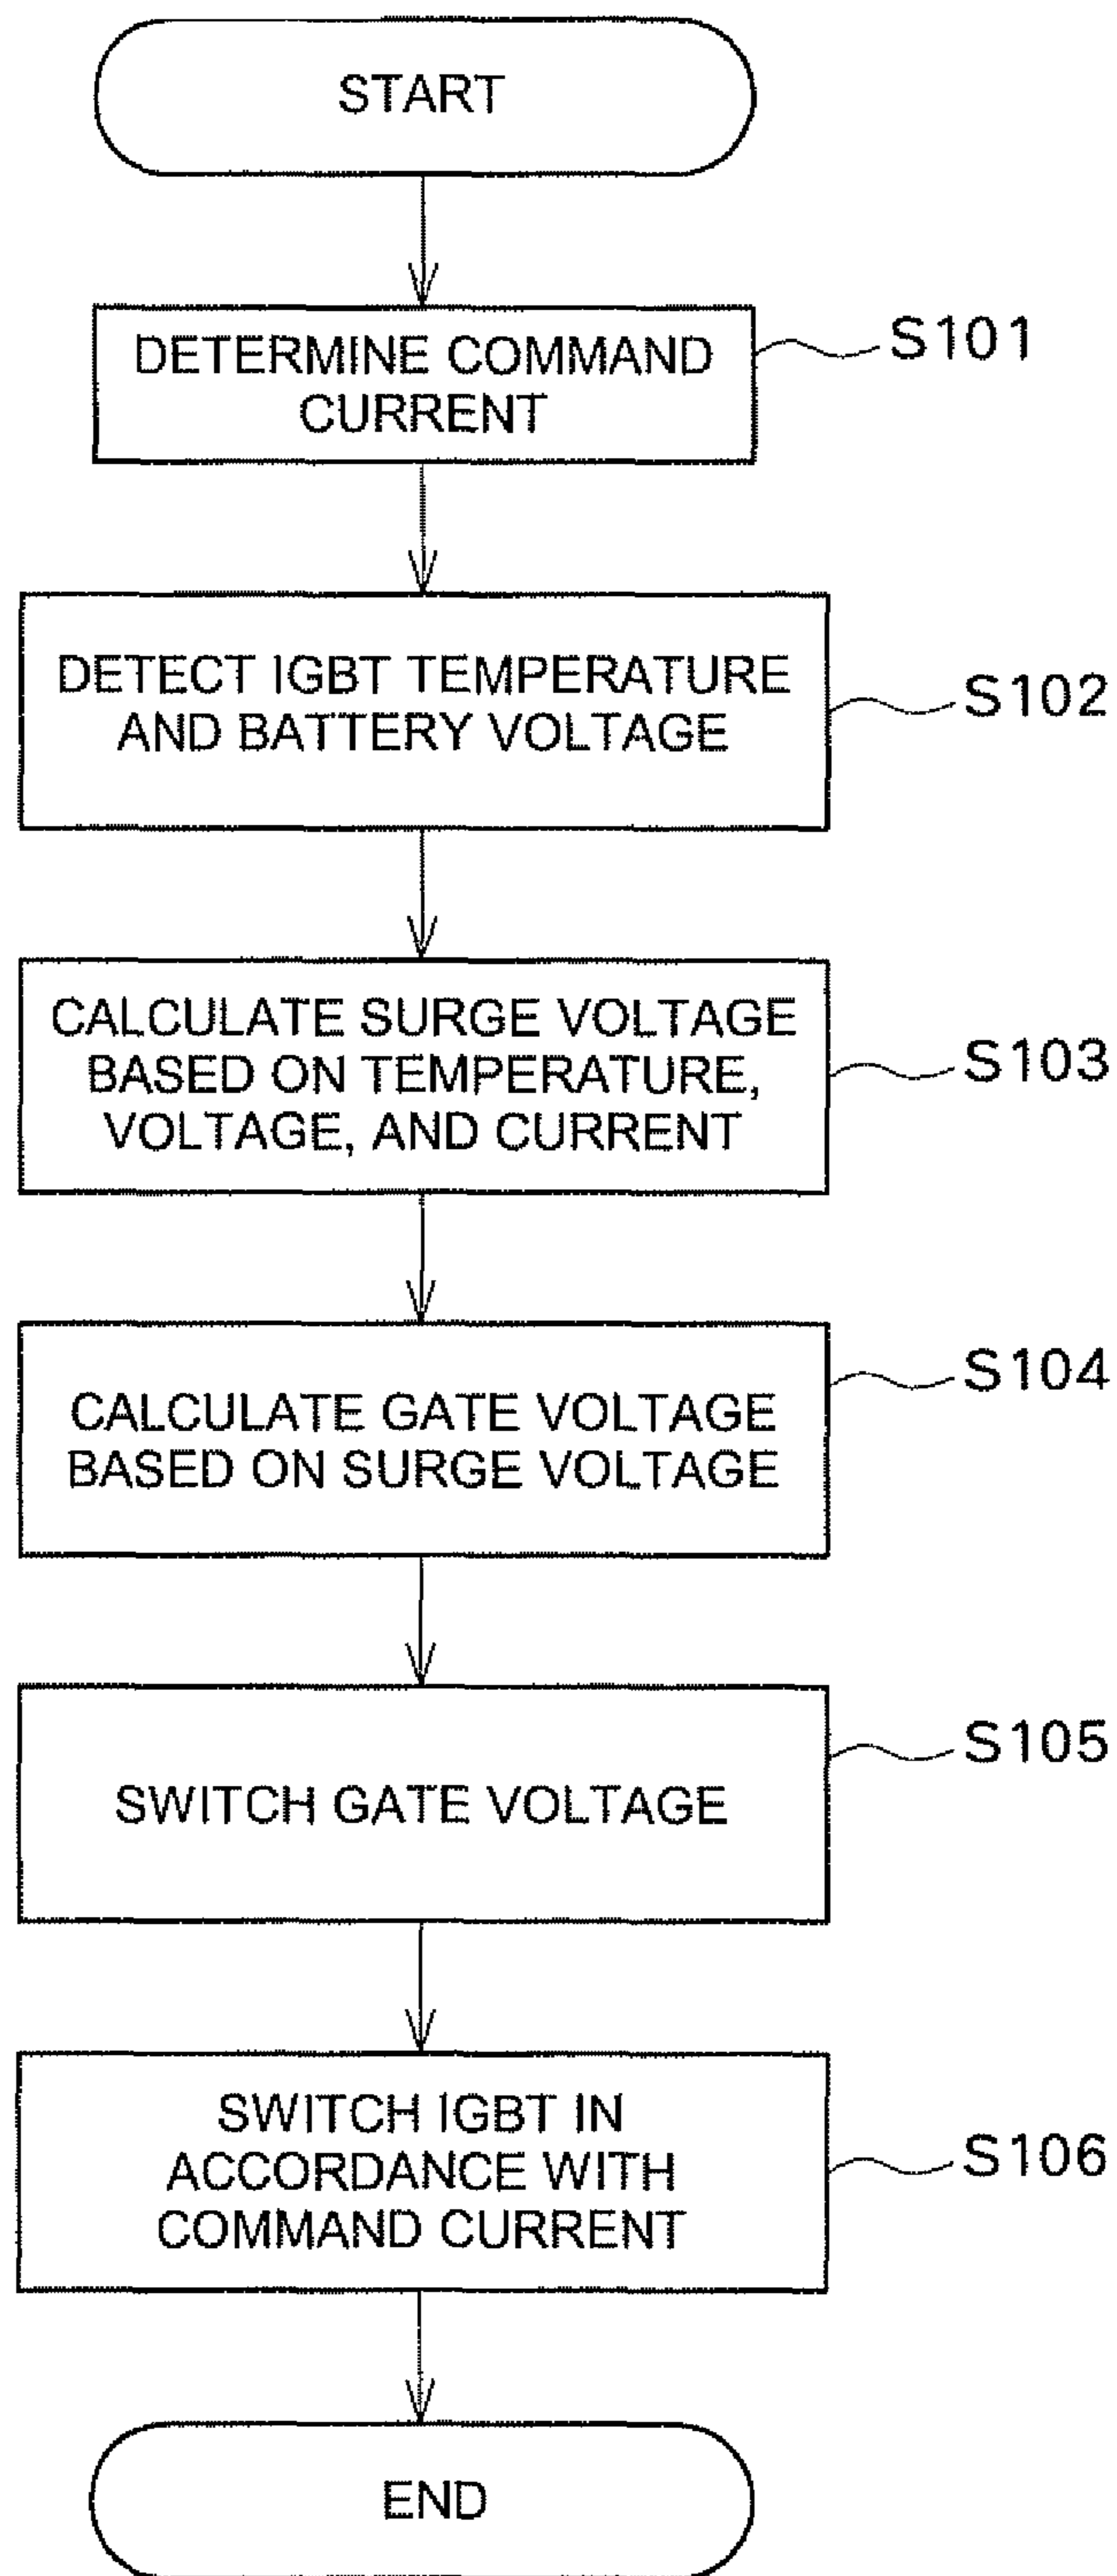 START
DETERMINE COMMAND
CURRENT
S101
DETECT IGBT TEMPERATURE
AND BATTERY VOLTAGE
S102
CALCULATE SURGE VOLTAGE
BASED ON TEMPERATURE,
VOLTAGE, AND CURRENT
S103
CALCULATE GATE VOLTAGE
BASED ON SURGE VOLTAGE
S104
SWITCH GATE VOLTAGE
S105
SWITCH IGBT IN
ACCORDANCE WITH
COMMAND CURRENT
S106
END